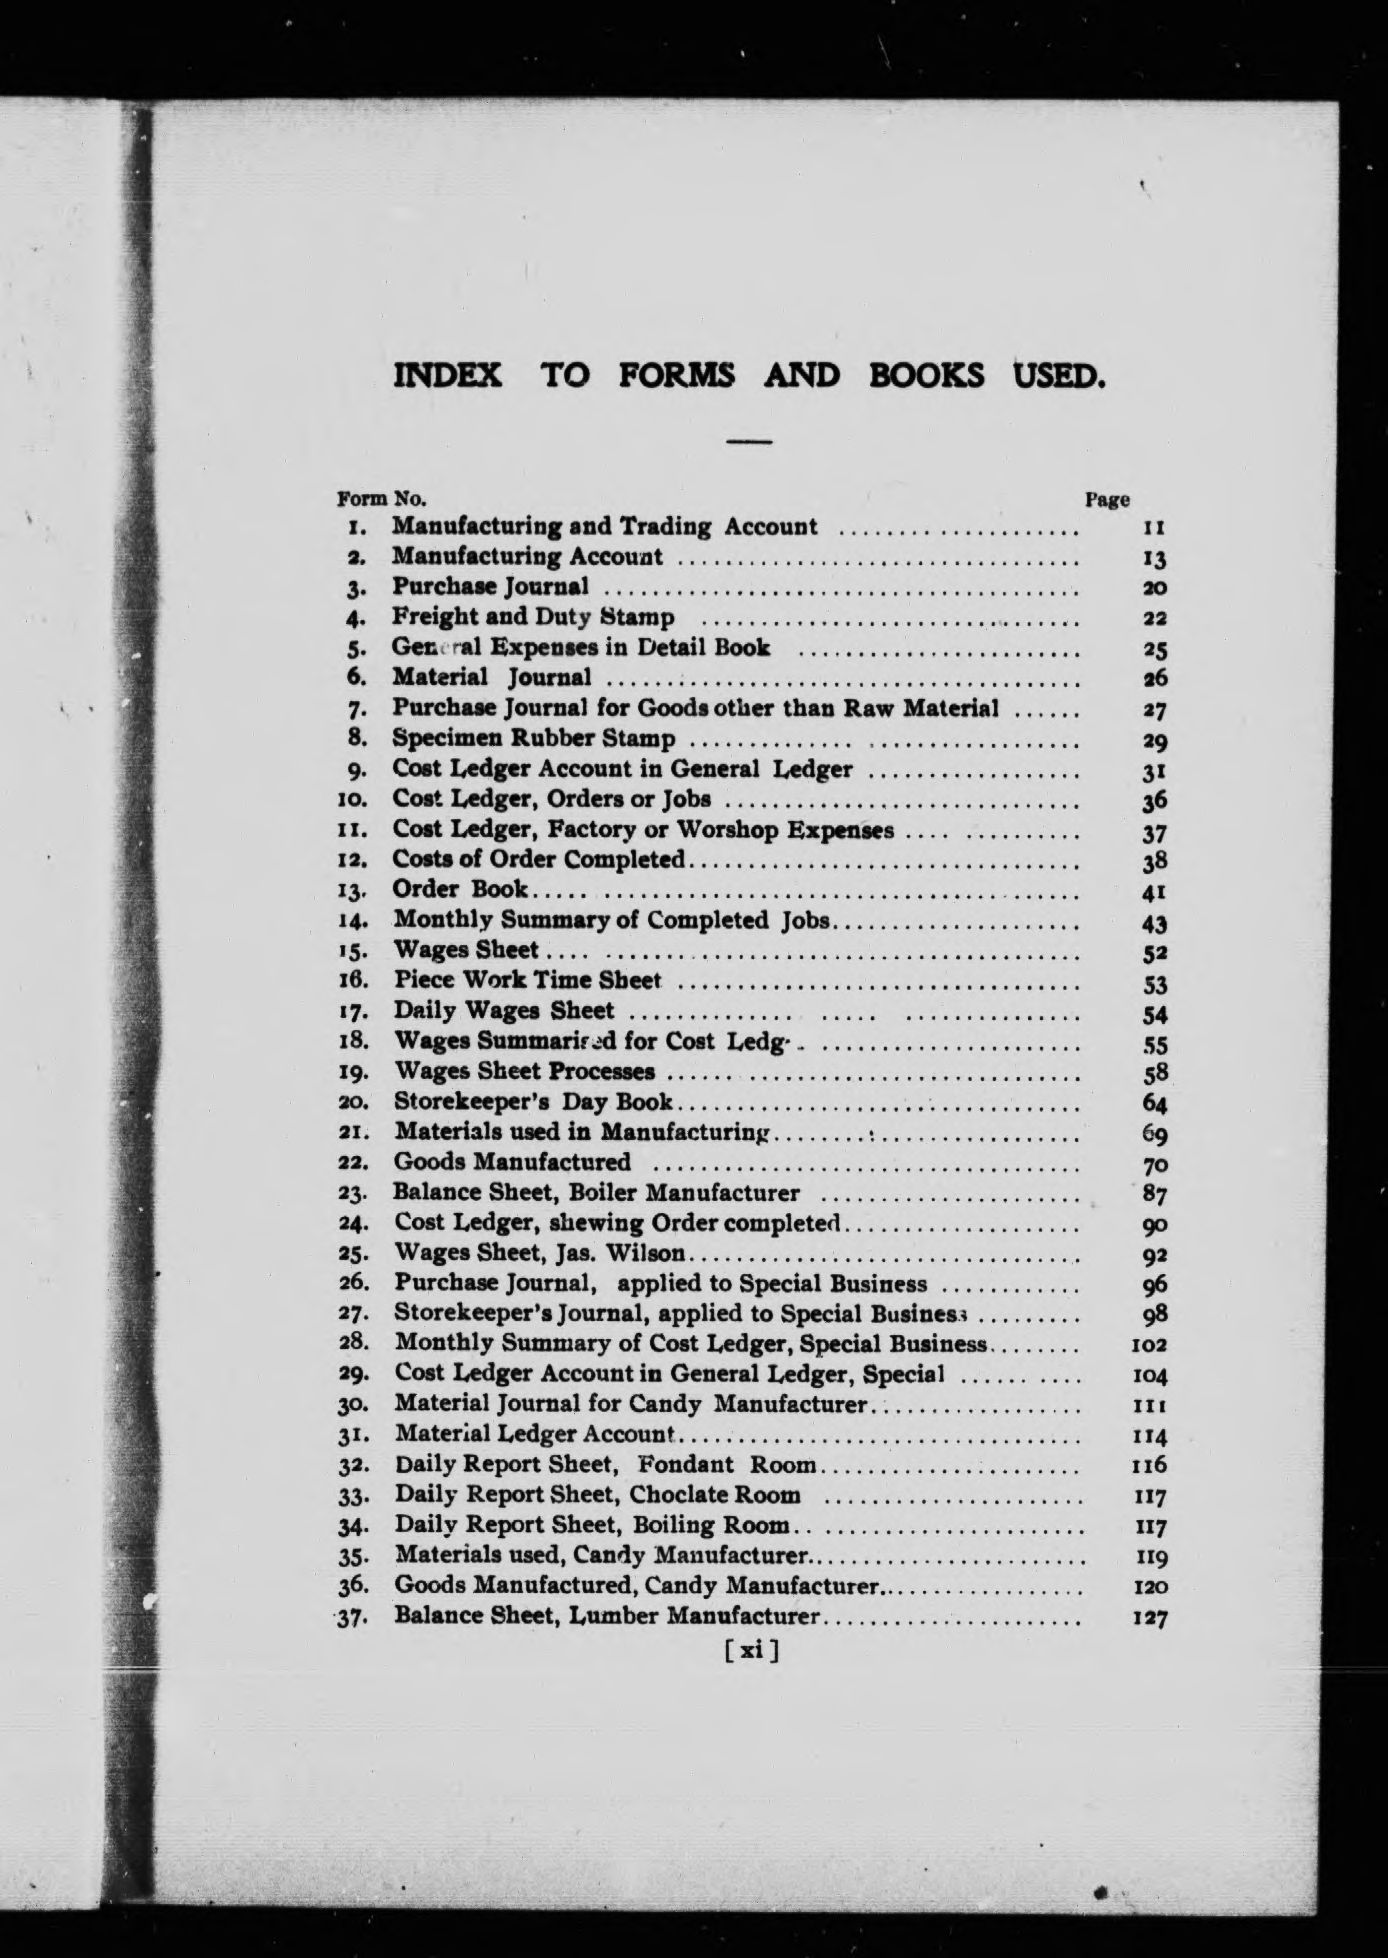 INDEX TO FORMS AND BOOKS USED.
Form No. Page
1. Manufacturing and Trading Account .................... 11
2. Manufacturing Account .................................. 13
3. Purchase Journal ........................................ 20
4. Freight and Duty Stamp ................................ 22
5. General Expenses in Detail Book ........................ 25
6. Material Journal ........................................ 26
7. Purchase Journal for Goods other than Raw Material ...... 27
8. Specimen Rubber Stamp ................................ 29
9. Cost Ledger Account in General Ledger .................. 31
10. Cost Ledger, Orders or Jobs .............................. 36
11. Cost Ledger, Factory or Worshop Expenses .... .......... 37
12. Costs of Order Completed................................. 38
13. Order Book..... ........................................ 41
14. Monthly Summary of Completed Jobs..................... 43
15. Wages Sheet .... ........................................ 52
16. Piece Work Time Sheet .................................. 53
17. Daily Wages Sheet .............. ..... ............... 54
18. Wages Summarised for Cost Ledg ...................... 55
19. Wages Sheet Processes ...... ............................ 58
20. Storekeeper's Day Book.................................. 64
21. Materials used in Manufacturing.......................... 69
22. Goods Manufactured .................................... 70
23. Balance Sheet, Boiler Manufacturer ...................... 87
24. Cost Ledger, shewing Order completed.................... 90
25. Wages Sheet, Jas. Wilson................................. 92
26. Purchase Journal, applied to Special Business ............ 96
27. Storekeeper's Journal, applied to Special Business ......... 98
28. Monthly Summary of Cost Ledger, Special Business........ 102
29. Cost Ledger Account in General Ledger, Special ...... .... 104
30. Material Journal for Candy Manufacturer.................. 111
31. Material Ledger Account.................................. 114
32. Daily Report Sheet, Fondant Room...................... 116
33. Daily Report Sheet, Choclate Room ...................... 117
34. Daily Report Sheet, Boiling Room.. ...................... 117
35. Materials used, Candy Manufacturer........................ 119
36. Goods Manufactured, Candy Manufacturer.................. 120
37. Balance Sheet, Lumber Manufacturer...................... 127
[ xi ]